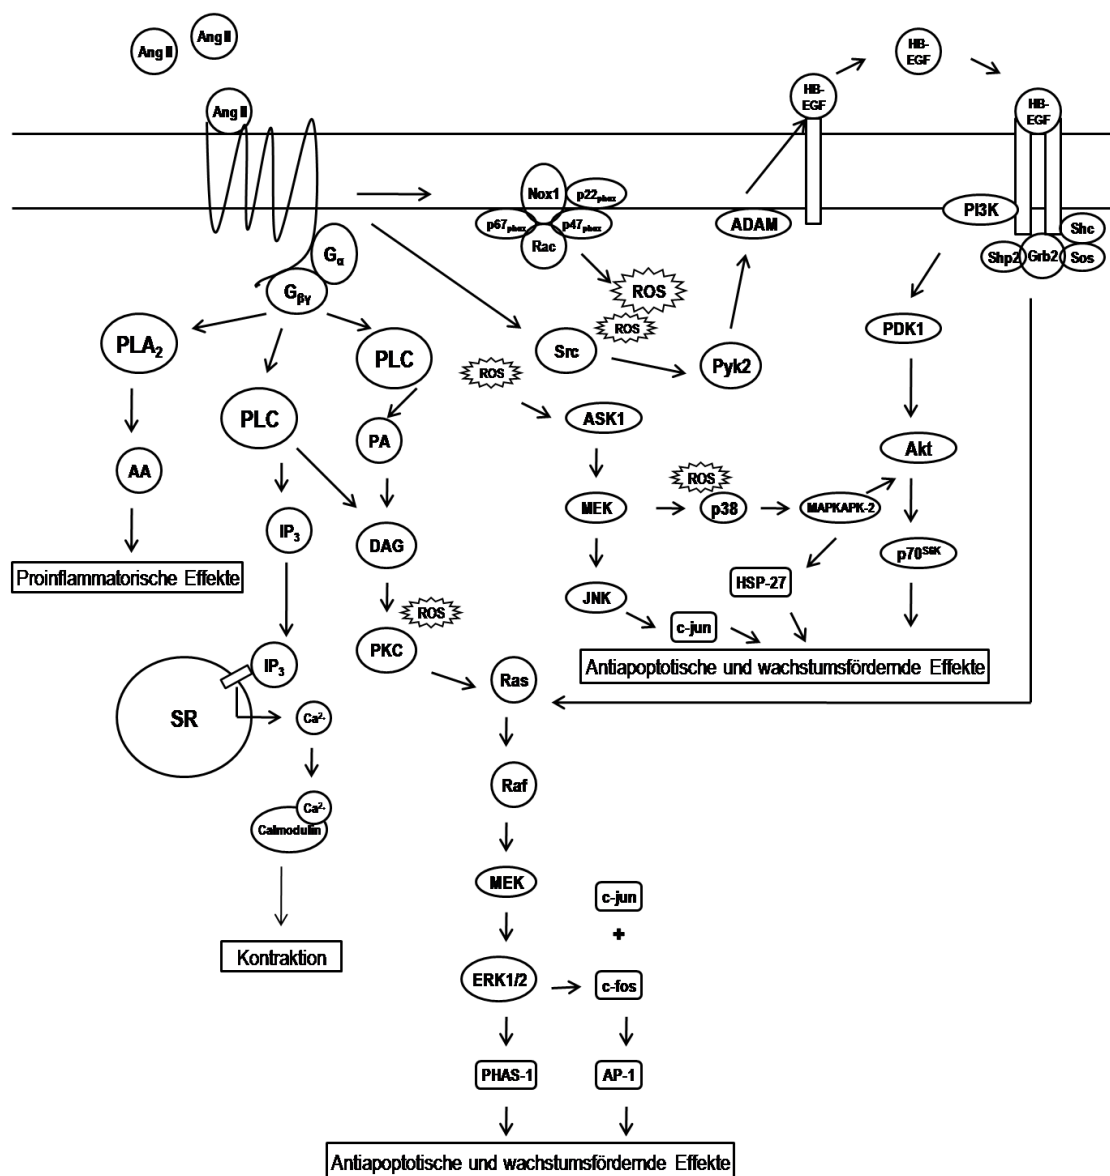 Ang II
Ang II
Ang II
HB-
EGF
HB-
EGF
HB-
EGF
Nox1
p22phox
p67phox
p47phox
Rac
ADAM
PI3K
Shc
Shp2
Grb2
Sos
Gα
Gβγ
ROS
ROS
ROS
PLA2
PLC
Src
Pyk2
PDK1
PLC
PA
ASK1
Akt
AA
ROS
MEK
p38
MAPKAPK-2
IP3
DAG
p70S6K
Proinflammatorische Effekte
HSP-27
JNK
ROS
c-jun
PKC
IP3
Antiapoptotische und wachstumsfördernde Effekte
Ras
SR
Ca2+
Raf
Ca2+
Calmodulin
MEK
c-jun
+
Kontraktion
ERK1/2
c-fos
PHAS-1
AP-1
Antiapoptotische und wachstumsfördernde Effekte